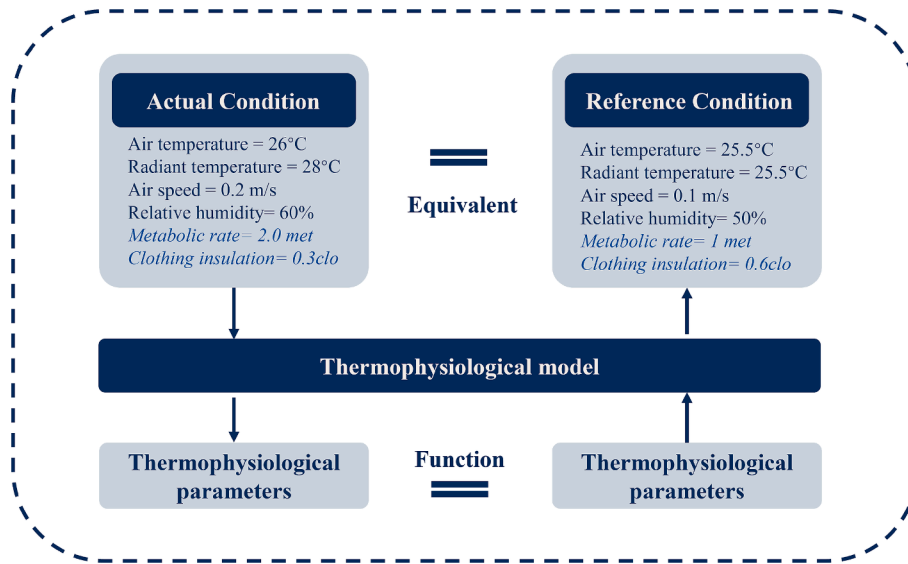 Actual Condition
Air temperature = 26°C
Radiant temperature = 28°C
Air speed = 0.2 m/s
Relative humidity= 60%
Metabolic rate= 2.0 met
Clothing insulation= 0.3clo
Equivalent
Reference Condition
Air temperature = 25.5°C
Radiant temperature = 25.5°C
Air speed = 0.1 m/s
Relative humidity= 50%
Metabolic rate= 1 met
Clothing insulation= 0.6clo
Thermophysiological model
Thermophysiological
parameters
Function
Thermophysiological
parameters